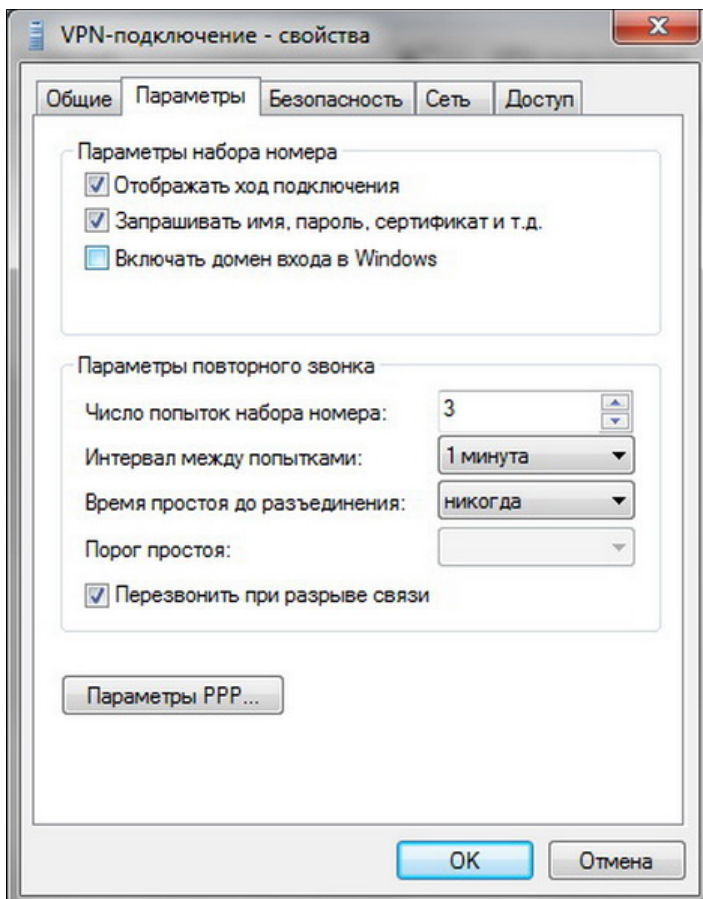 VPN-подключение - свойства
Общие Параметры Безопасность Сеть Доступ
Параметры набора номера
Отображать ход подключения
Запрашивать имя, пароль, сертификат и т.д.
Включать домен входа в Windows
Параметры повторного звонка
Число попыток набора номера: 3
Интервал между попытками: 1 минута
Время простоя до разъединения: никогда
Порог простоя:
Перезвонить при разрыве связи
Параметры PPP...
OK Отмена